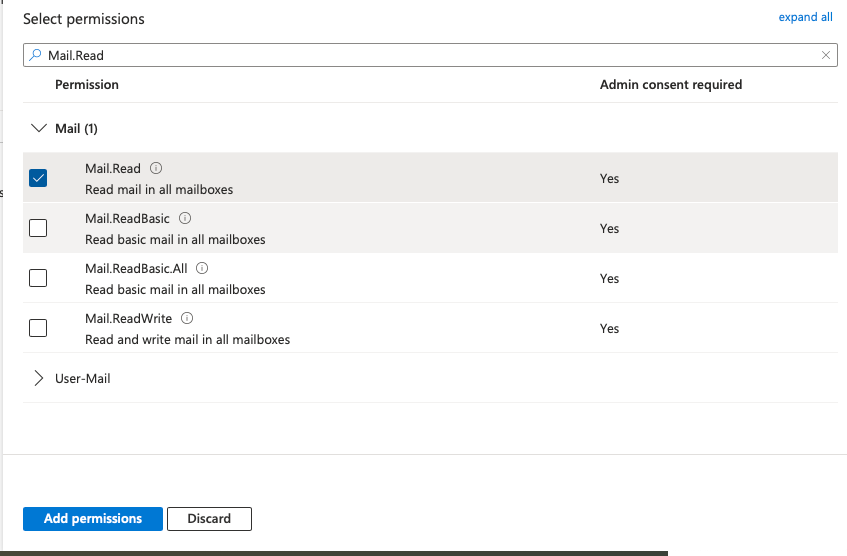 Select permissions
expand all
Mail.Read
Permission
Admin consent required
Mail (1)
Mail.Read
Read mail in all mailboxes
Yes
Mail.ReadBasic
Read basic mail in all mailboxes
Yes
Mail.ReadBasic.All
Read basic mail in all mailboxes
Yes
Mail.ReadWrite
Read and write mail in all mailboxes
Yes
User-Mail
Add permissions
Discard